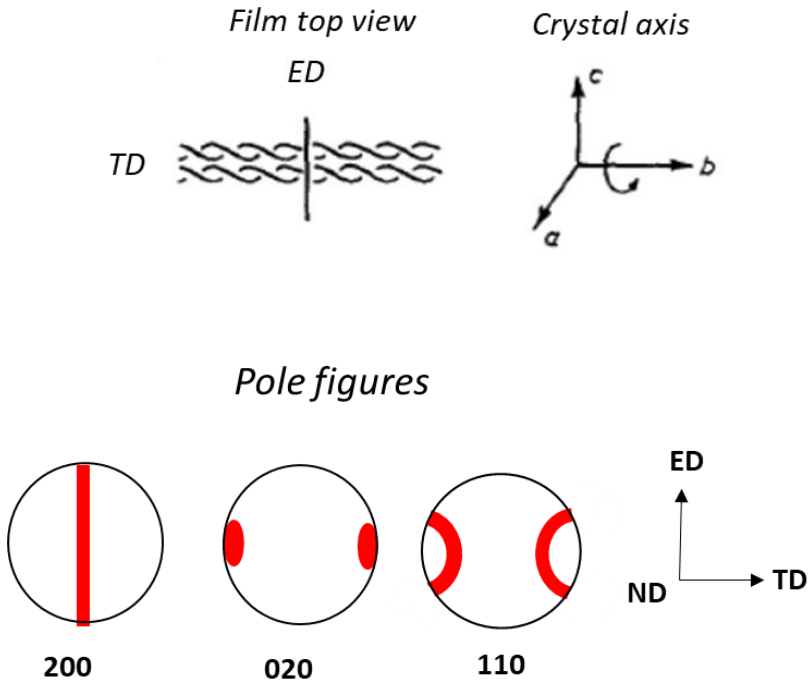 Film top view
Crystal axis
ED
TD
c
b
a
Pole figures
ED
ND
TD
200
020
110